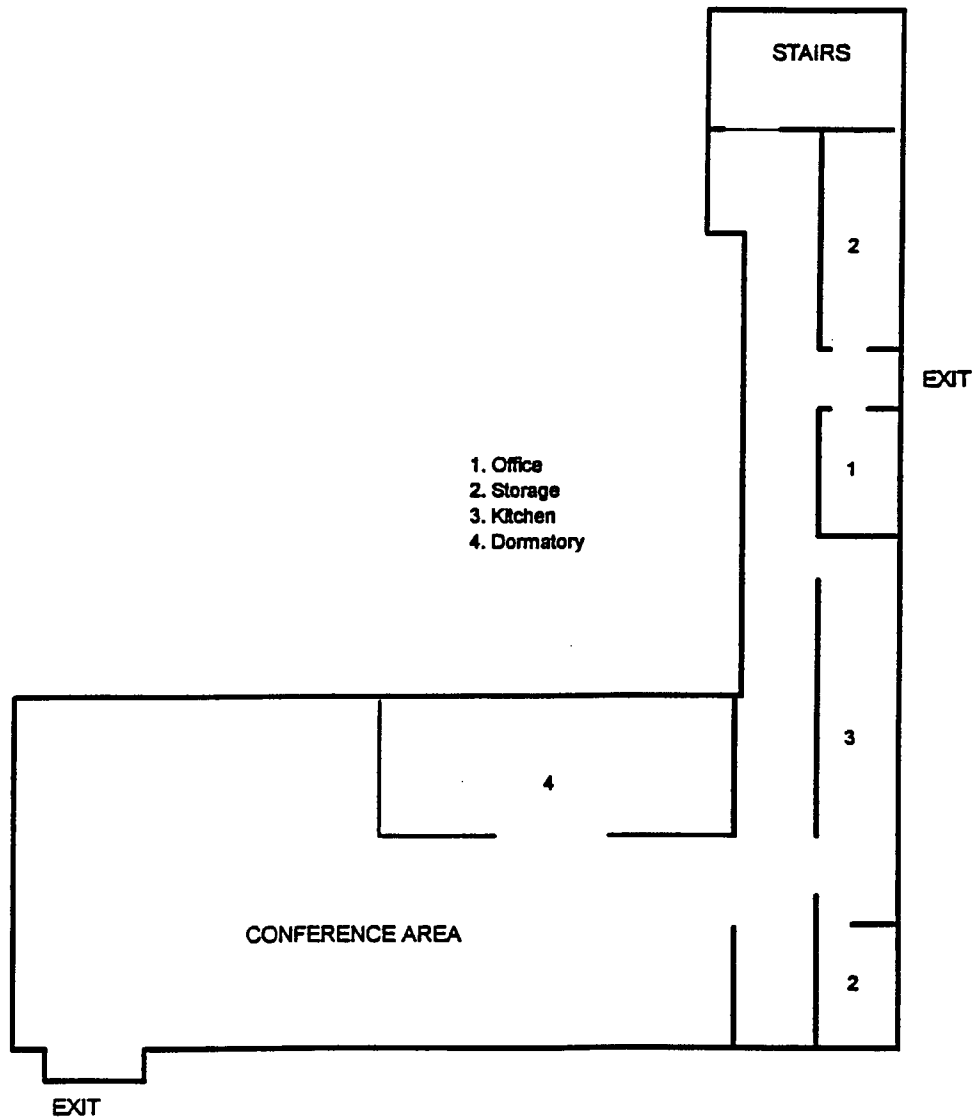 STAIRS
2
EXIT
1
1. Office
2. Storage
3. Kitchen
4. Dormatory
3
4
CONFERENCE AREA
2
EXIT